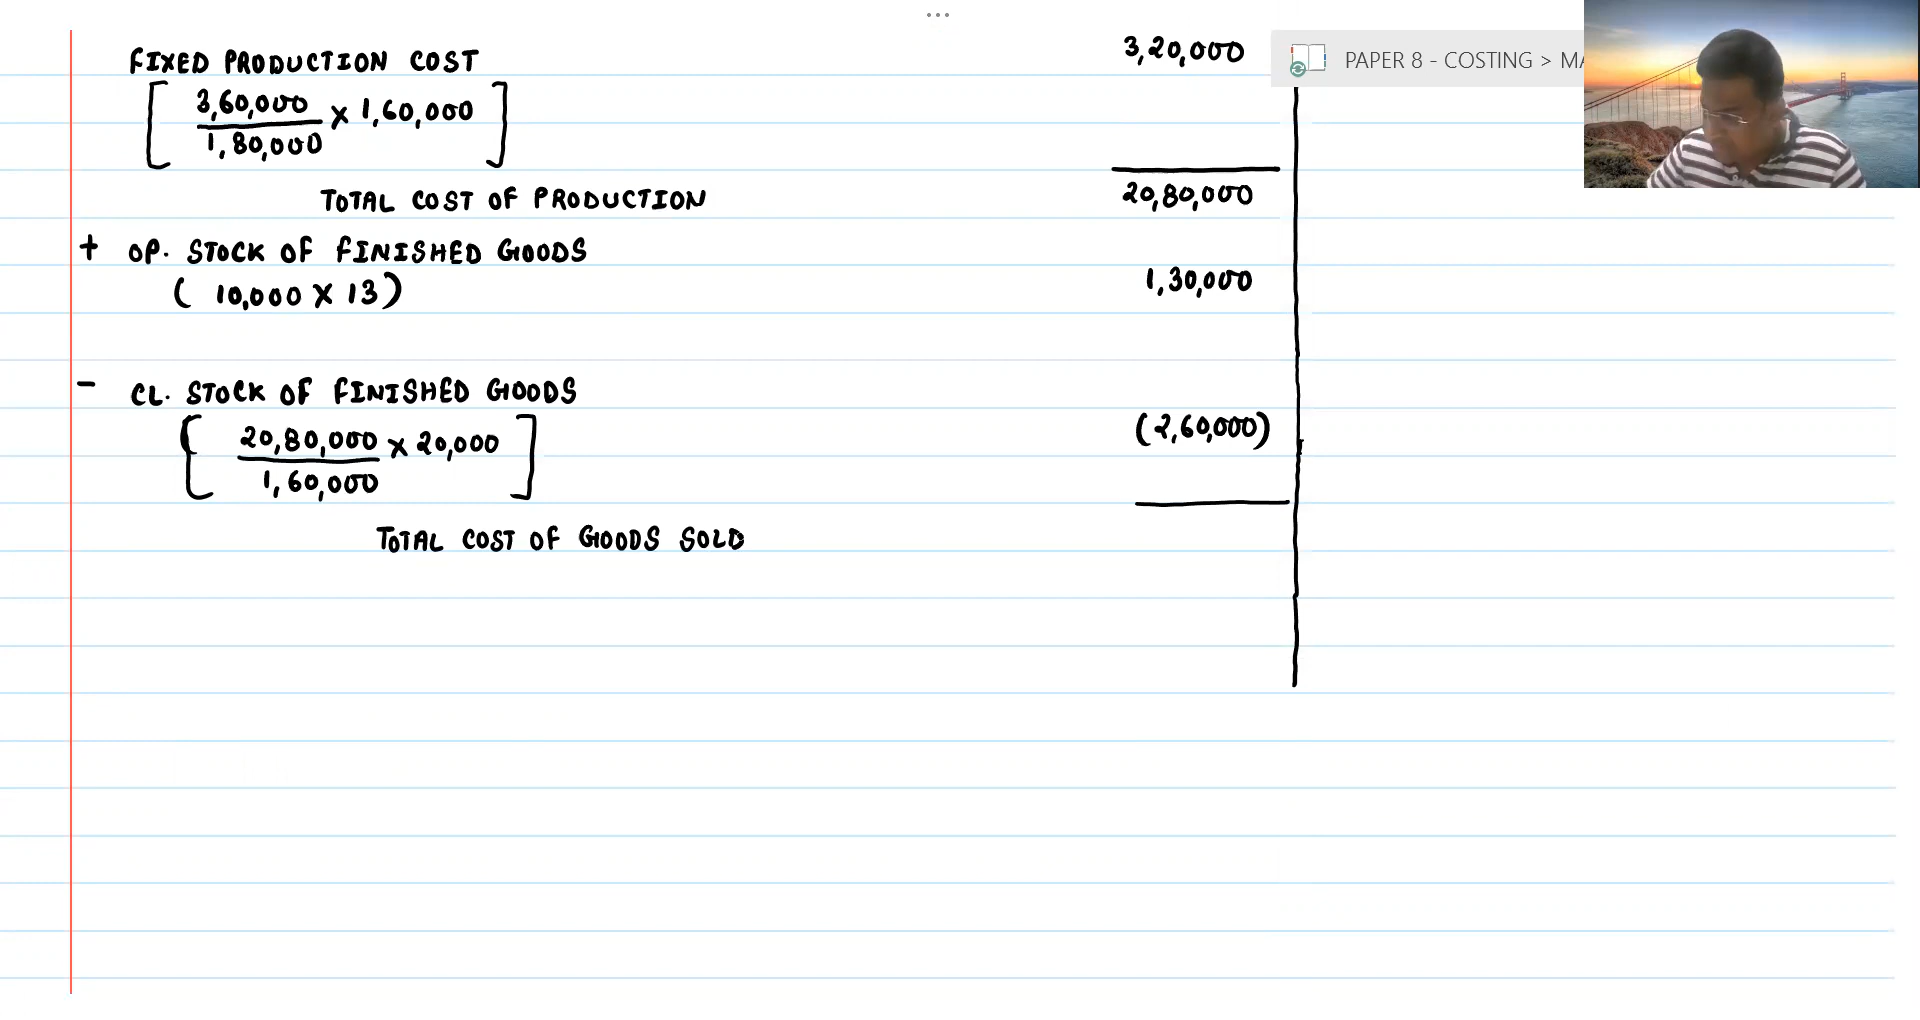 FIXED PRODUCTION COST 3,20,000
[ 3,60,000 / 1,80,000 × 1,60,000 ]
TOTAL COST OF PRODUCTION 20,80,000
+ OP. STOCK OF FINISHED GOODS
( 10,000 × 13 ) 1,30,000
- CL. STOCK OF FINISHED GOODS
[ 20,80,000 / 1,60,000 × 20,000 ] (2,60,000)
TOTAL COST OF GOODS SOLD
PAPER 8 - COSTING > MA